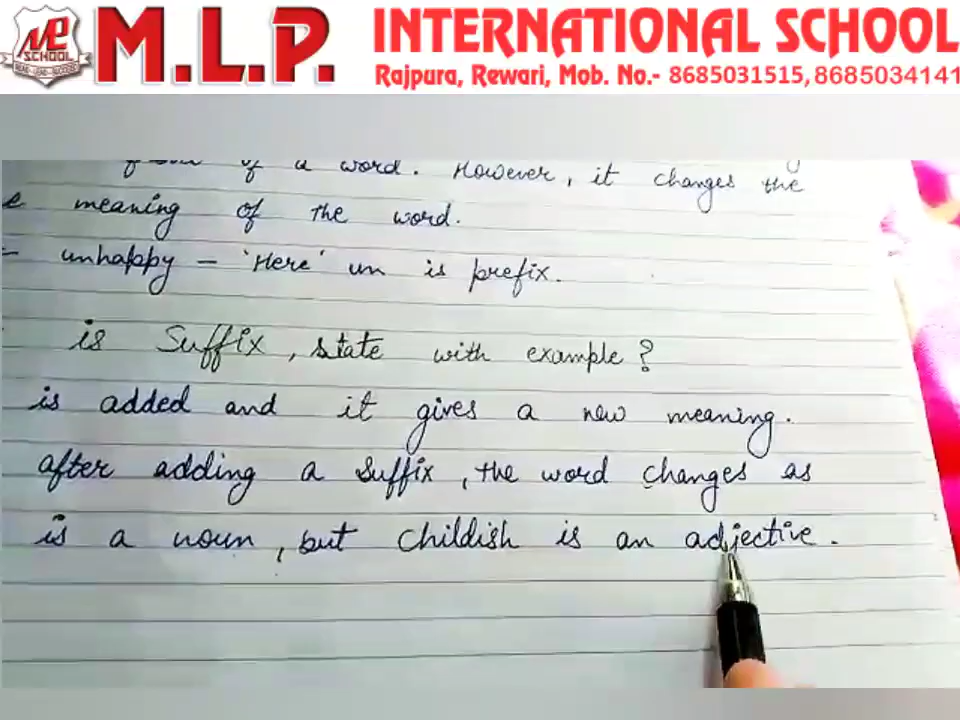 MLP
SCHOOL
M.L.P. INTERNATIONAL SCHOOL
Rajpura, Rewari, Mob. No.- 8685031515, 8685034141
of a word. However, it changes the
meaning of the word.
unhappy - 'Here' un is prefix.
is Suffix, state with example?
is added and it gives a new meaning.
after adding a suffix, the word changes as
is a noun, but childish is an adjective.